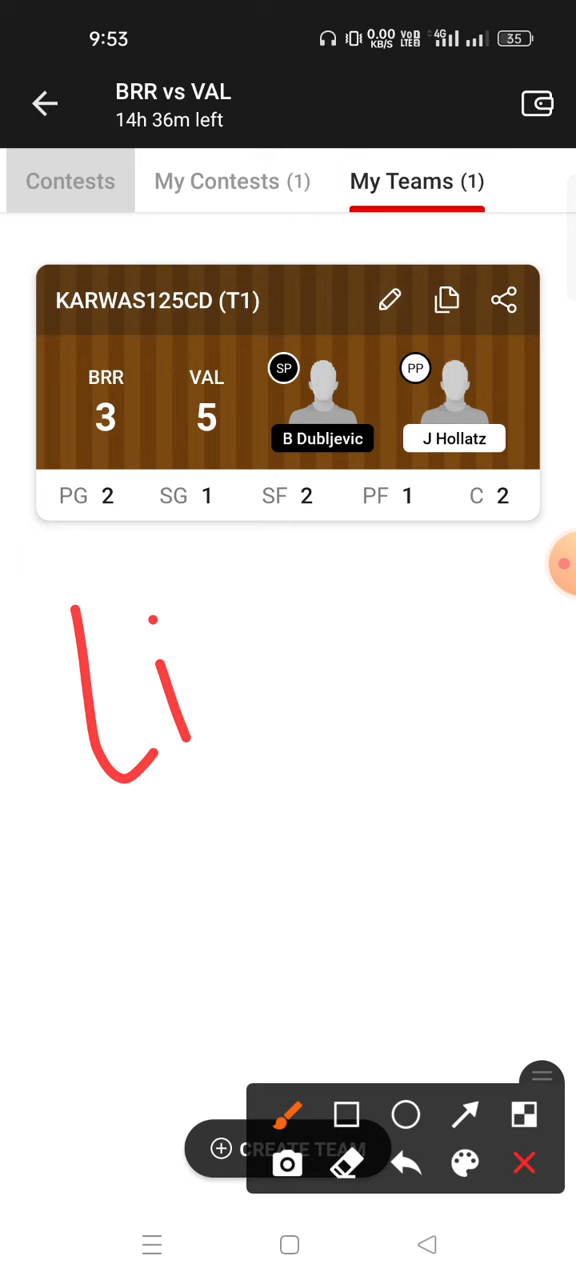 9:53
0.00 KB/S Vo LTE 4G 35
BRR vs VAL
14h 36m left
Contests My Contests (1) My Teams (1)
KARWAS125CD (T1)
BRR VAL SP PP
3 5
B Dubljevic J Hollatz
PG 2 SG 1 SF 2 PF 1 C 2
Li
CREATE TEAM